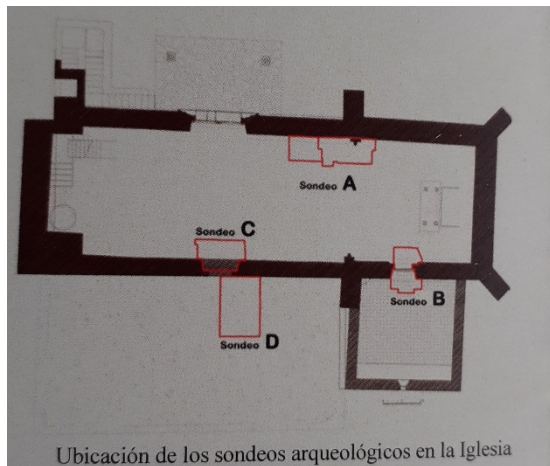 Sondeo A
Sondeo C
Sondeo B
Sondeo D
Ubicación de los sondeos arqueológicos en la Iglesia